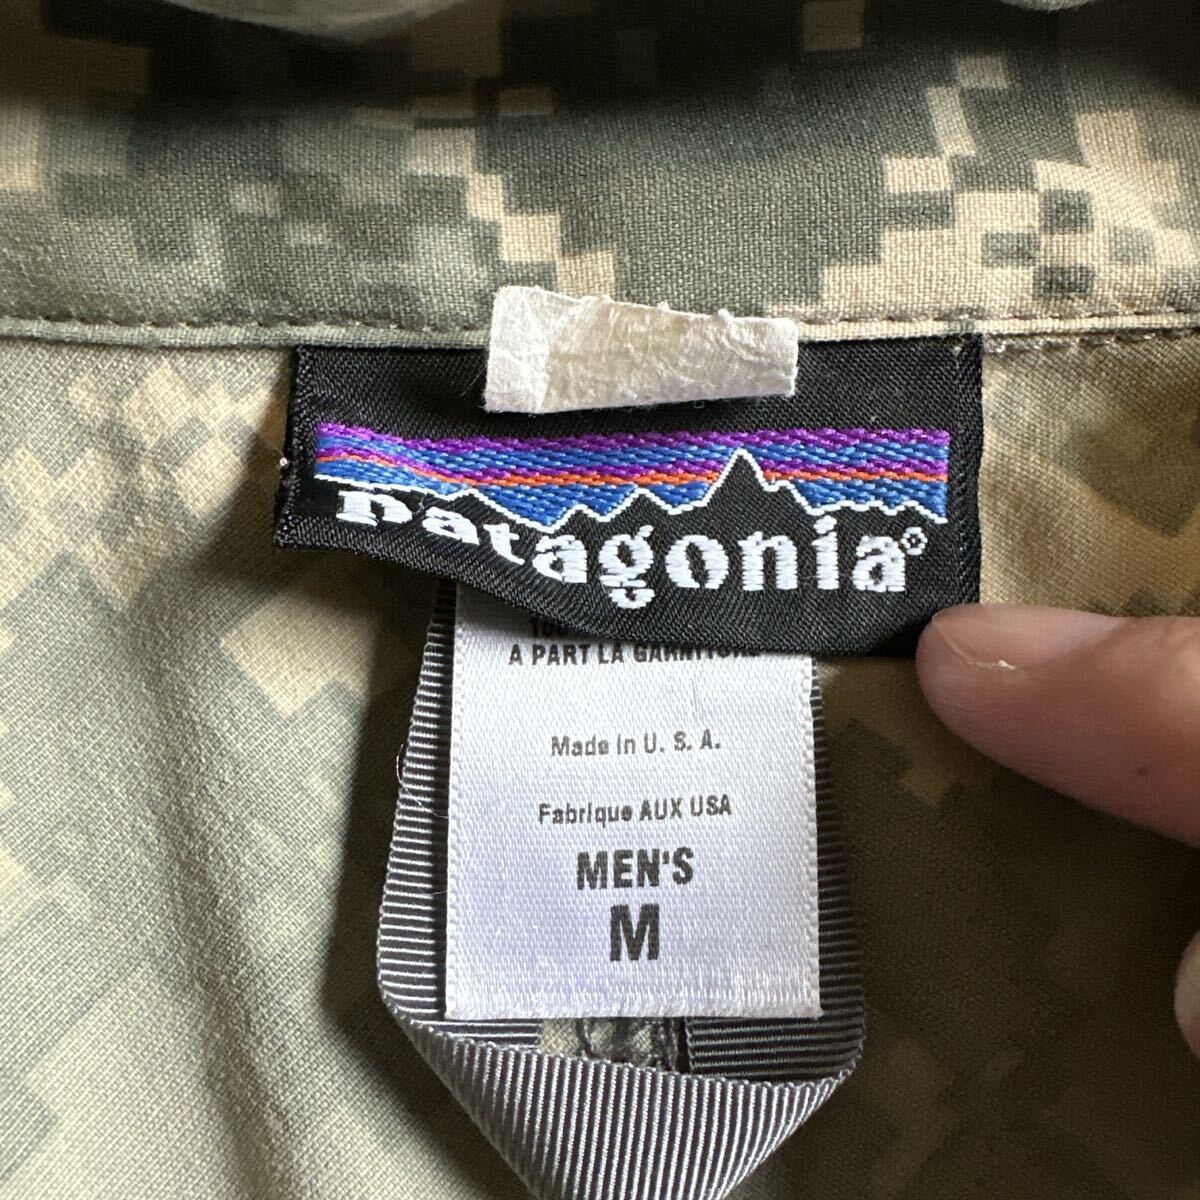 patagonia®
A PART LA GARNITURE
Made in U. S. A.
Fabrique AUX USA
MEN'S
M